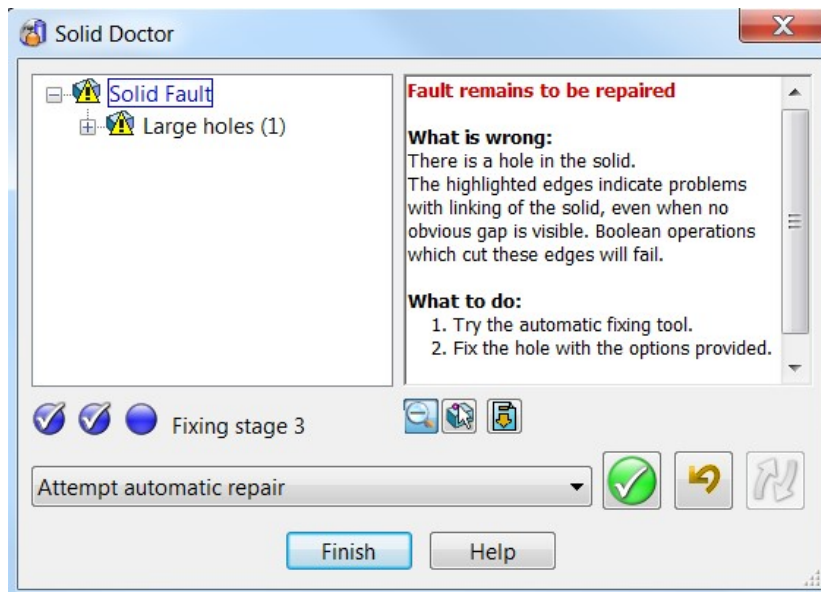 Solid Doctor
Solid Fault
Large holes (1)
Fault remains to be repaired
What is wrong:
There is a hole in the solid.
The highlighted edges indicate problems
with linking of the solid, even when no
obvious gap is visible. Boolean operations
which cut these edges will fail.
What to do:
1. Try the automatic fixing tool.
2. Fix the hole with the options provided.
Fixing stage 3
Attempt automatic repair
Finish
Help